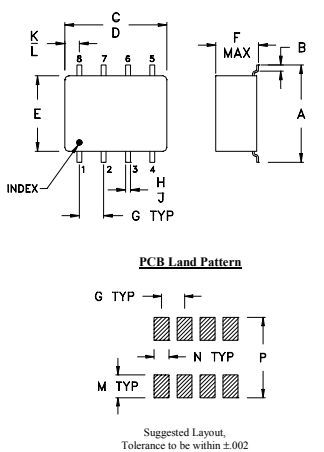 C
D
K
L
8 7 6 5
F
MAX
B
E
A
INDEX
1 2 3 4
H
J
G TYP
PCB Land Pattern
G TYP
N TYP
P
M TYP
Suggested Layout,
Tolerance to be within ±.002